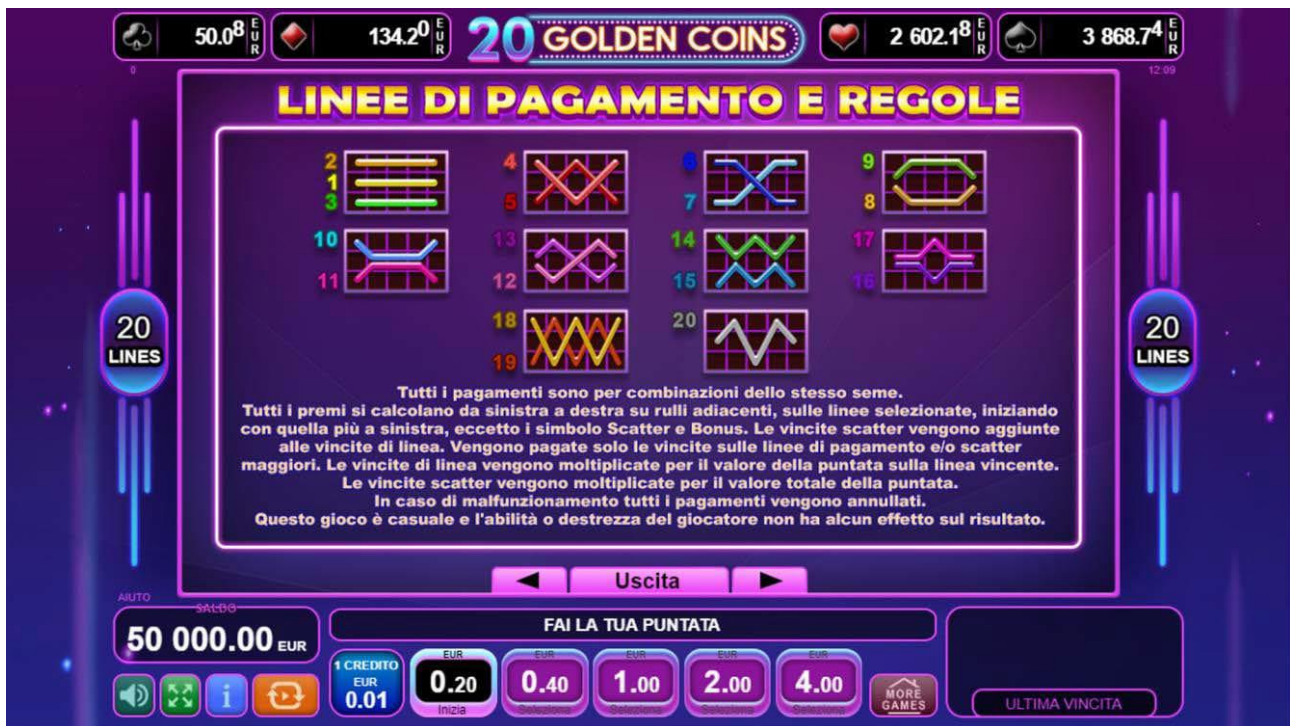 50.08 EUR
134.20 EUR
20 GOLDEN COINS
2 602.18 EUR
3 868.74 EUR
0
12:09
LINEE DI PAGAMENTO E REGOLE
2
1
3
4
5
6
7
9
8
10
11
13
12
14
15
17
16
18
19
20
20
LINES
20
LINES
Tutti i pagamenti sono per combinazioni dello stesso seme.
Tutti i premi si calcolano da sinistra a destra su rulli adiacenti, sulle linee selezionate, iniziando
con quella più a sinistra, eccetto i simbolo Scatter e Bonus. Le vincite scatter vengono aggiunte
alle vincite di linea. Vengono pagate solo le vincite sulle linee di pagamento e/o scatter
maggiori. Le vincite di linea vengono moltiplicate per il valore della puntata sulla linea vincente.
Le vincite scatter vengono moltiplicate per il valore totale della puntata.
In caso di malfunzionamento tutti i pagamenti vengono annullati.
Questo gioco è casuale e l'abilità o destrezza del giocatore non ha alcun effetto sul risultato.
Uscita
AIUTO
SALDO
50 000.00 EUR
FAI LA TUA PUNTATA
1 CREDITO
EUR
0.01
EUR
0.20
Inizia
EUR
0.40
Seleziona
EUR
1.00
Seleziona
EUR
2.00
Seleziona
EUR
4.00
Seleziona
MORE
GAMES
ULTIMA VINCITA